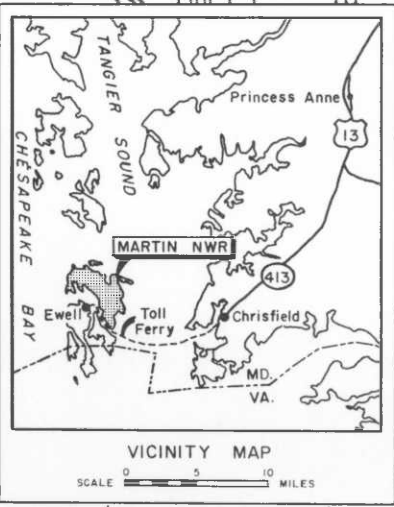 TANGIER SOUND
CHESAPEAKE BAY
Princess Anne
13
MARTIN NWR
413
Ewell
Toll
Ferry
Chrisfield
MD.
VA.
VICINITY MAP
0 5 10
SCALE MILES